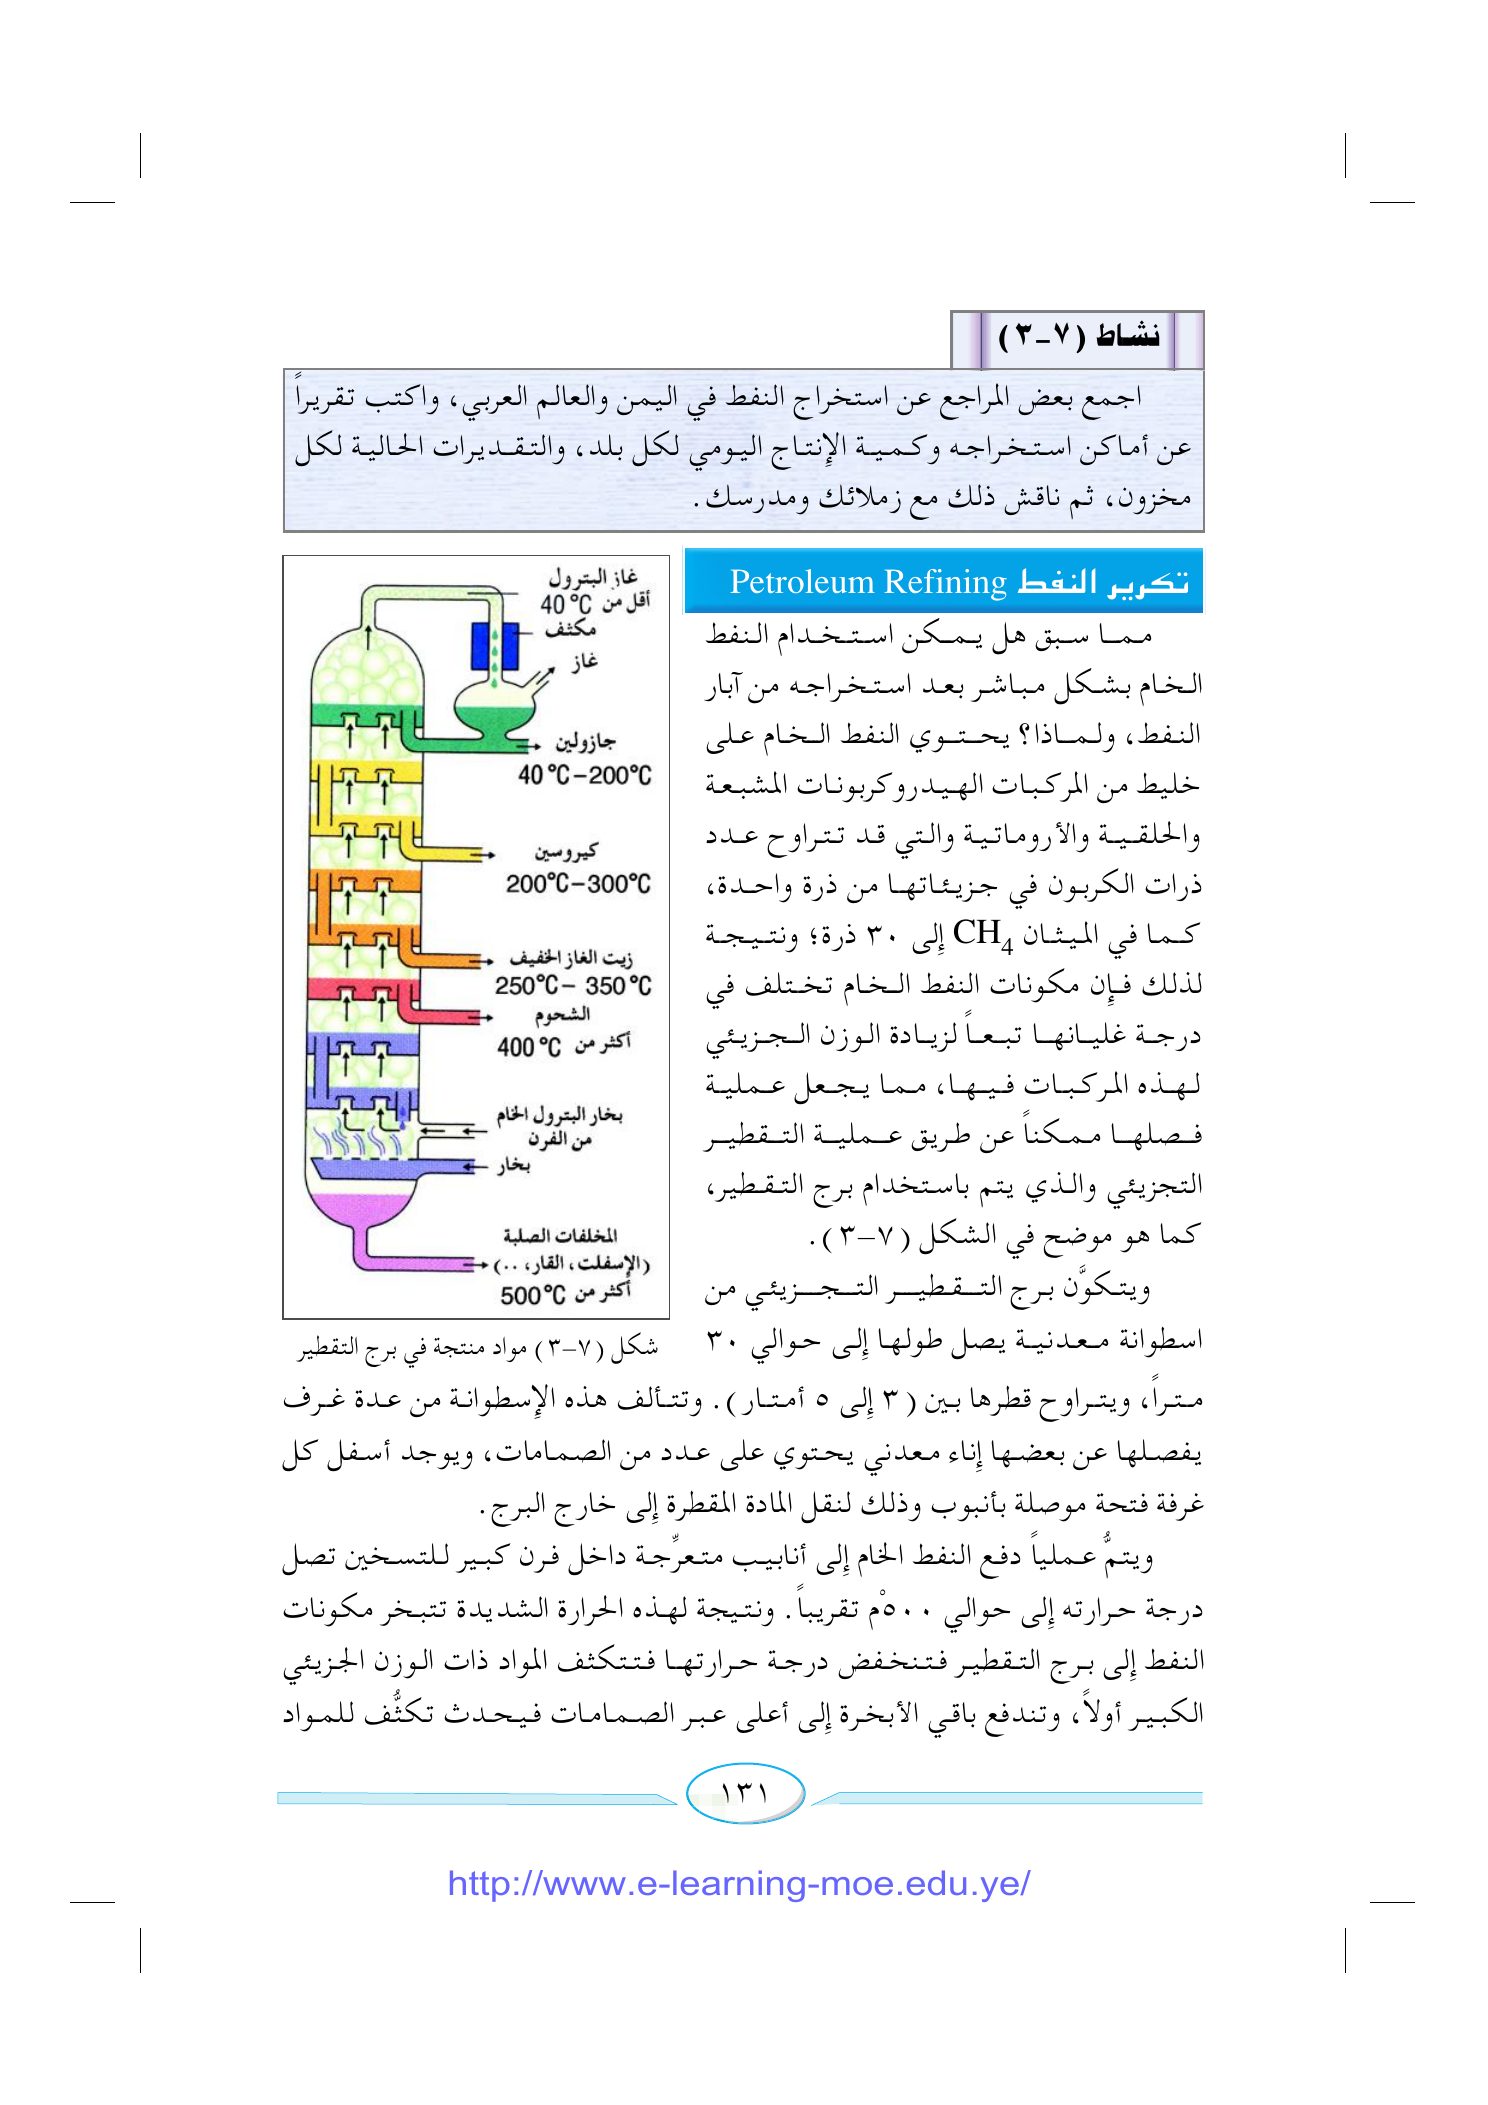 نشاط (٧-٣)
اجمع بعض المراجع عن استخراج النفط في اليمن والعالم العربي، واكتب تقريراً
عن أماكن استخراجه وكمية الإنتاج اليومي لكل بلد، والتقديرات الحالية لكل
مخزون، ثم ناقش ذلك مع زملائك ومدرسك.
تكرير النفط Petroleum Refining
مما سبق هل يمكن استخدام النفط
الخام بشكل مباشر بعد استخراجه من آبار
النفط، ولماذا؟ يحتوي النفط الخام على
خليط من المركبات الهيدروكربونات المشبعة
والحلقية والأروماتية والتي قد تتراوح عدد
ذرات الكربون في جزيئاتها من ذرة واحدة،
كما في الميثان CH4 إلى ٣٠ ذرة؛ ونتيجة
لذلك فإن مكونات النفط الخام تختلف في
درجة غليانها تبعاً لزيادة الوزن الجزيئي
لهذه المركبات فيها، مما يجعل عملية
فصلها ممكناً عن طريق عملية التقطير
التجزيئي والذي يتم باستخدام برج التقطير،
كما هو موضح في الشكل (٧-٣).
ويتكوَّن برج التقطير التجزيئي من
اسطوانة معدنية يصل طولها إلى حوالي ٣٠
غاز البترول
أقل من 40°C
مكثف
غاز
جازولين
40°C–200°C
كيروسين
200°C–300°C
زيت الغاز الخفيف
250°C– 350°C
الشحوم
أكثر من 400°C
بخار البترول الخام
من الفرن
بخار
المخلفات الصلبة
(الإسفلت، القار، ..)
أكثر من 500°C
شكل (٧-٣) مواد منتجة في برج التقطير
متراً، ويتراوح قطرها بين (٣ إلى ٥ أمتار). وتتألف هذه الإسطوانة من عدة غرف
يفصلها عن بعضها إناء معدني يحتوي على عدد من الصمامات، ويوجد أسفل كل
غرفة فتحة موصلة بأنبوب وذلك لنقل المادة المقطرة إلى خارج البرج.
ويتمُّ عملياً دفع النفط الخام إلى أنابيب متعرِّجة داخل فرن كبير للتسخين تصل
درجة حرارته إلى حوالي ٥٠٠ْم تقريباً. ونتيجة لهذه الحرارة الشديدة تتبخر مكونات
النفط إلى برج التقطير فتنخفض درجة حرارتها فتتكثف المواد ذات الوزن الجزيئي
الكبير أولاً، وتندفع باقي الأبخرة إلى أعلى عبر الصمامات فيحدث تكثُّف للمواد
١٣١
http://www.e-learning-moe.edu.ye/